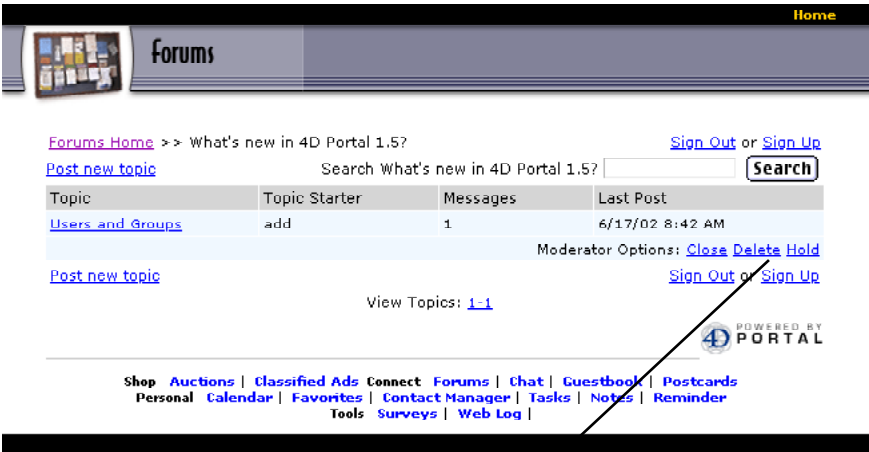 Home
Forums
Forums Home >> What's new in 4D Portal 1.5? Sign Out or Sign Up
Post new topic Search What's new in 4D Portal 1.5? Search
Topic Topic Starter Messages Last Post
Users and Groups add 1 6/17/02 8:42 AM
Moderator Options: Close Delete Hold
Post new topic Sign Out or Sign Up
View Topics: 1-1
4D POWERED BY
PORTAL
Shop Auctions | Classified Ads Connect Forums | Chat | Guestbook | Postcards
Personal Calendar | Favorites | Contact Manager | Tasks | Notes | Reminder
Tools Surveys | Web Log |